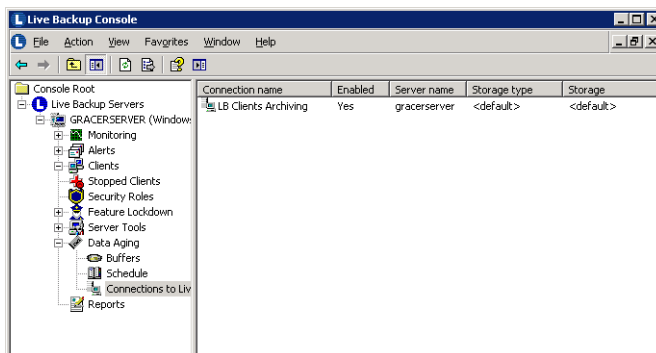 Live Backup Console
File Action View Favorites Window Help
Console Root
Live Backup Servers
GRACERSERVER (Window
Monitoring
Alerts
Clients
Stopped Clients
Security Roles
Feature Lockdown
Server Tools
Data Aging
Buffers
Schedule
Connections to Liv
Reports
Connection name Enabled Server name Storage type Storage
LB Clients Archiving Yes gracerserver <default> <default>